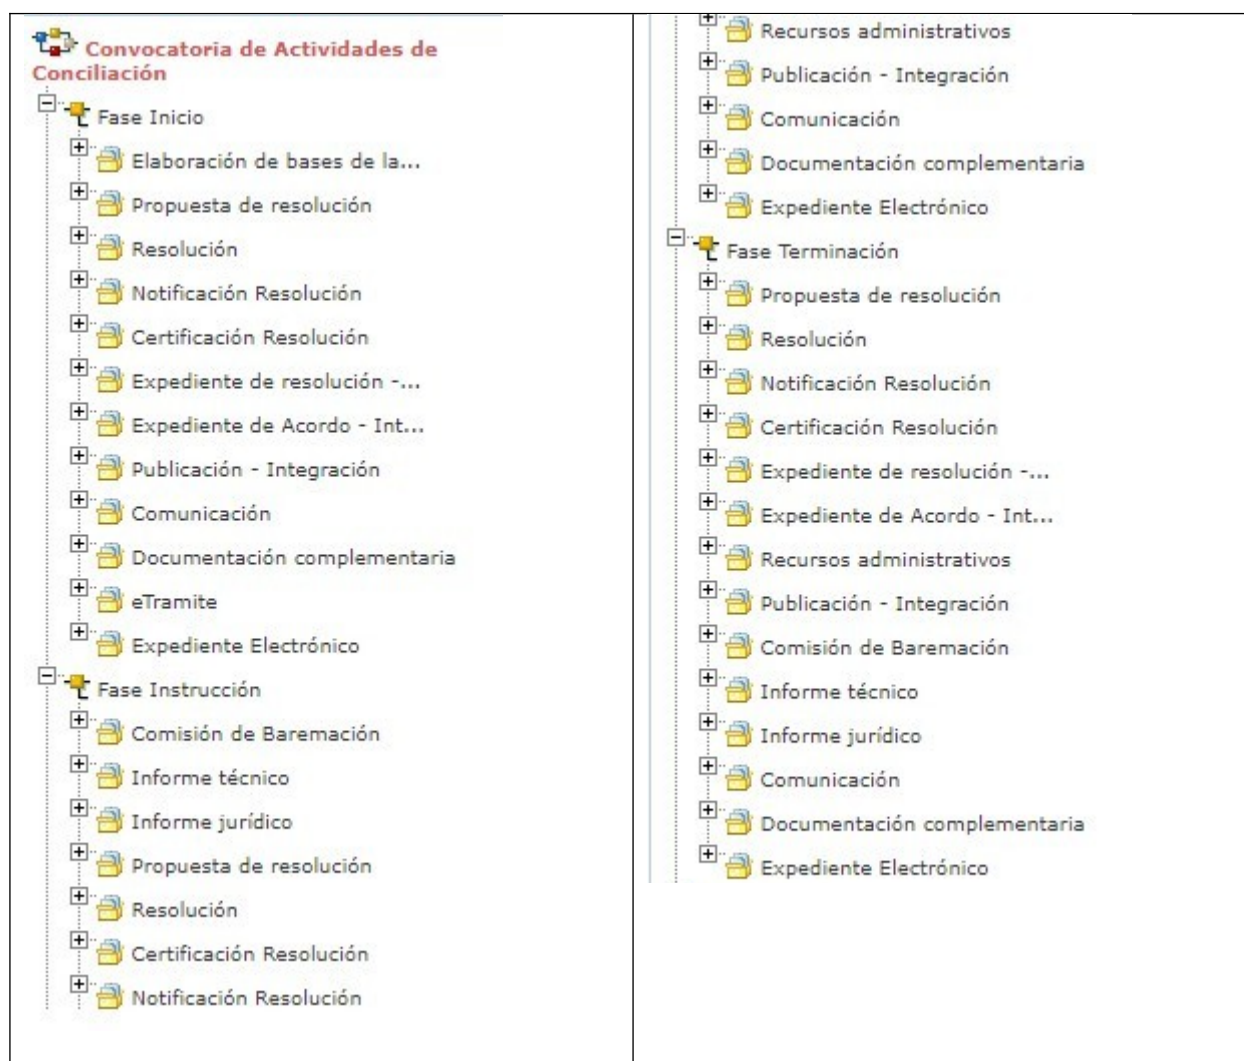 Convocatoria de Actividades de
Conciliación
Fase Inicio
Elaboración de bases de la...
Propuesta de resolución
Resolución
Notificación Resolución
Certificación Resolución
Expediente de resolución -...
Expediente de Acordo - Int...
Publicación - Integración
Comunicación
Documentación complementaria
eTramite
Expediente Electrónico
Fase Instrucción
Comisión de Baremación
Informe técnico
Informe jurídico
Propuesta de resolución
Resolución
Certificación Resolución
Notificación Resolución
Recursos administrativos
Publicación - Integración
Comunicación
Documentación complementaria
Expediente Electrónico
Fase Terminación
Propuesta de resolución
Resolución
Notificación Resolución
Certificación Resolución
Expediente de resolución -...
Expediente de Acordo - Int...
Recursos administrativos
Publicación - Integración
Comisión de Baremación
Informe técnico
Informe jurídico
Comunicación
Documentación complementaria
Expediente Electrónico